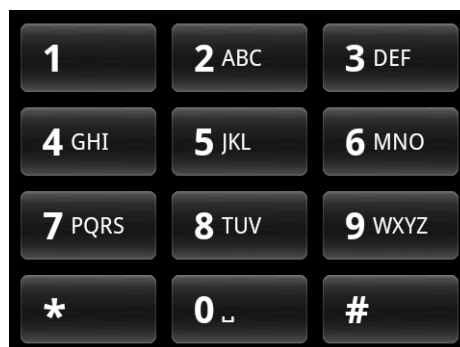 1 2 ABC 3 DEF
4 GHI 5 JKL 6 MNO
7 PQRS 8 TUV 9 WXYZ
* 0 ␣ #